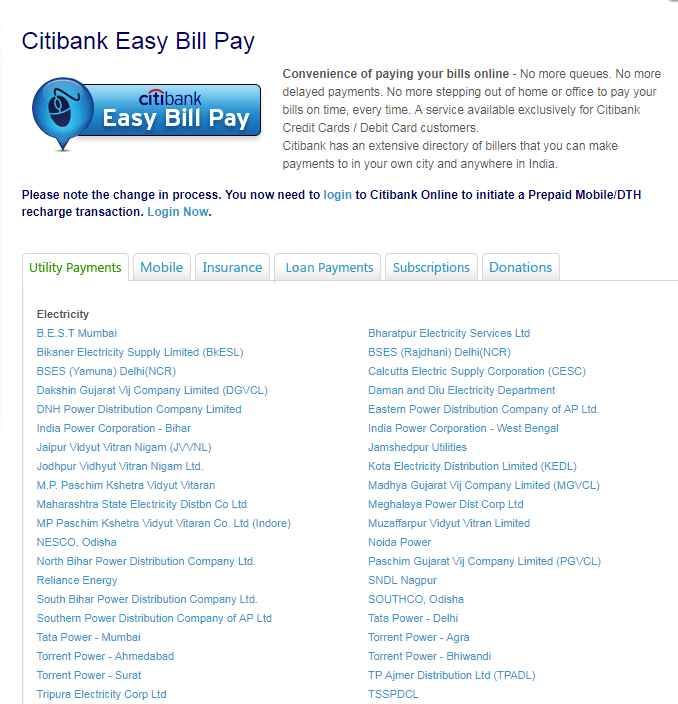 Citibank Easy Bill Pay
citibank
Easy Bill Pay
Convenience of paying your bills online - No more queues. No more
delayed payments. No more stepping out of home or office to pay your
bills on time, every time. A service available exclusively for Citibank
Credit Cards / Debit Card customers.
Citibank has an extensive directory of billers that you can make
payments to in your own city and anywhere in India.
Please note the change in process. You now need to login to Citibank Online to initiate a Prepaid Mobile/DTH
recharge transaction. Login Now.
Utility Payments Mobile Insurance Loan Payments Subscriptions Donations
Electricity
B.E.S.T Mumbai Bharatpur Electricity Services Ltd
Bikaner Electricity Supply Limited (BkESL) BSES (Rajdhani) Delhi(NCR)
BSES (Yamuna) Delhi(NCR) Calcutta Electric Supply Corporation (CESC)
Dakshin Gujarat Vij Company Limited (DGVCL) Daman and Diu Electricity Department
DNH Power Distribution Company Limited Eastern Power Distribution Company of AP Ltd.
India Power Corporation - Bihar India Power Corporation - West Bengal
Jaipur Vidyut Vitran Nigam (JVVNL) Jamshedpur Utilities
Jodhpur Vidhyut Vitran Nigam Ltd. Kota Electricity Distribution Limited (KEDL)
M.P. Paschim Kshetra Vidyut Vitaran Madhya Gujarat Vij Company Limited (MGVCL)
Maharashtra State Electricity Distbn Co Ltd Meghalaya Power Dist Corp Ltd
MP Paschim Kshetra Vidyut Vitaran Co. Ltd (Indore) Muzaffarpur Vidyut Vitran Limited
NESCO, Odisha Noida Power
North Bihar Power Distribution Company Ltd. Paschim Gujarat Vij Company Limited (PGVCL)
Reliance Energy SNDL Nagpur
South Bihar Power Distribution Company Ltd. SOUTHCO, Odisha
Southern Power Distribution Company of AP Ltd Tata Power - Delhi
Tata Power - Mumbai Torrent Power - Agra
Torrent Power - Ahmedabad Torrent Power - Bhiwandi
Torrent Power - Surat TP Ajmer Distribution Ltd (TPADL)
Tripura Electricity Corp Ltd TSSPDCL